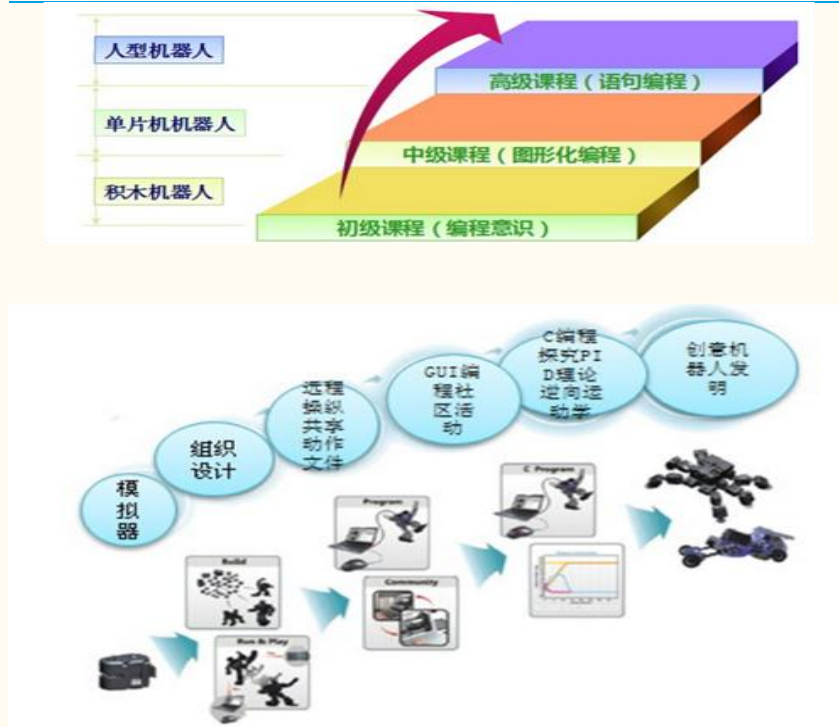 人型机器人
高级课程（语句编程）
单片机机器人
中级课程（图形化编程）
积木机器人
初级课程（编程意识）
C编程
探究PI
D理论
逆向运
动学
创意机
器人发
明
GUI编
程社
区活
动
远程
操纵
共享
动作
文件
组织
设计
模
拟
器
Program
C Program
Build
Community
Run & Play